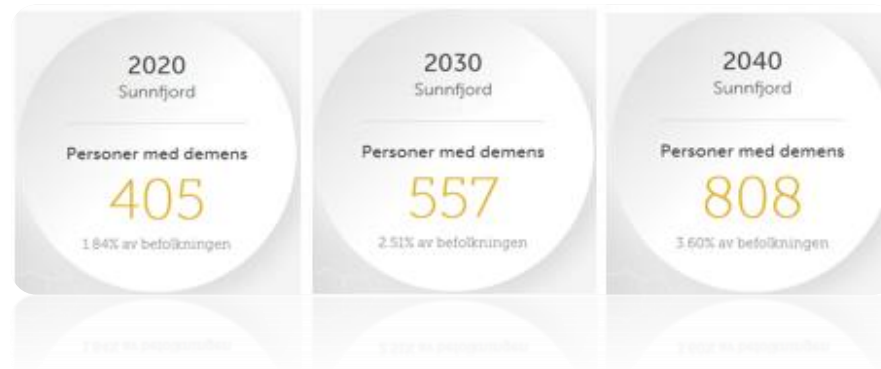 2020
Sunnfjord
Personer med demens
405
1.84% av befolkningen
2030
Sunnfjord
Personer med demens
557
2.51% av befolkningen
2040
Sunnfjord
Personer med demens
808
3.60% av befolkningen